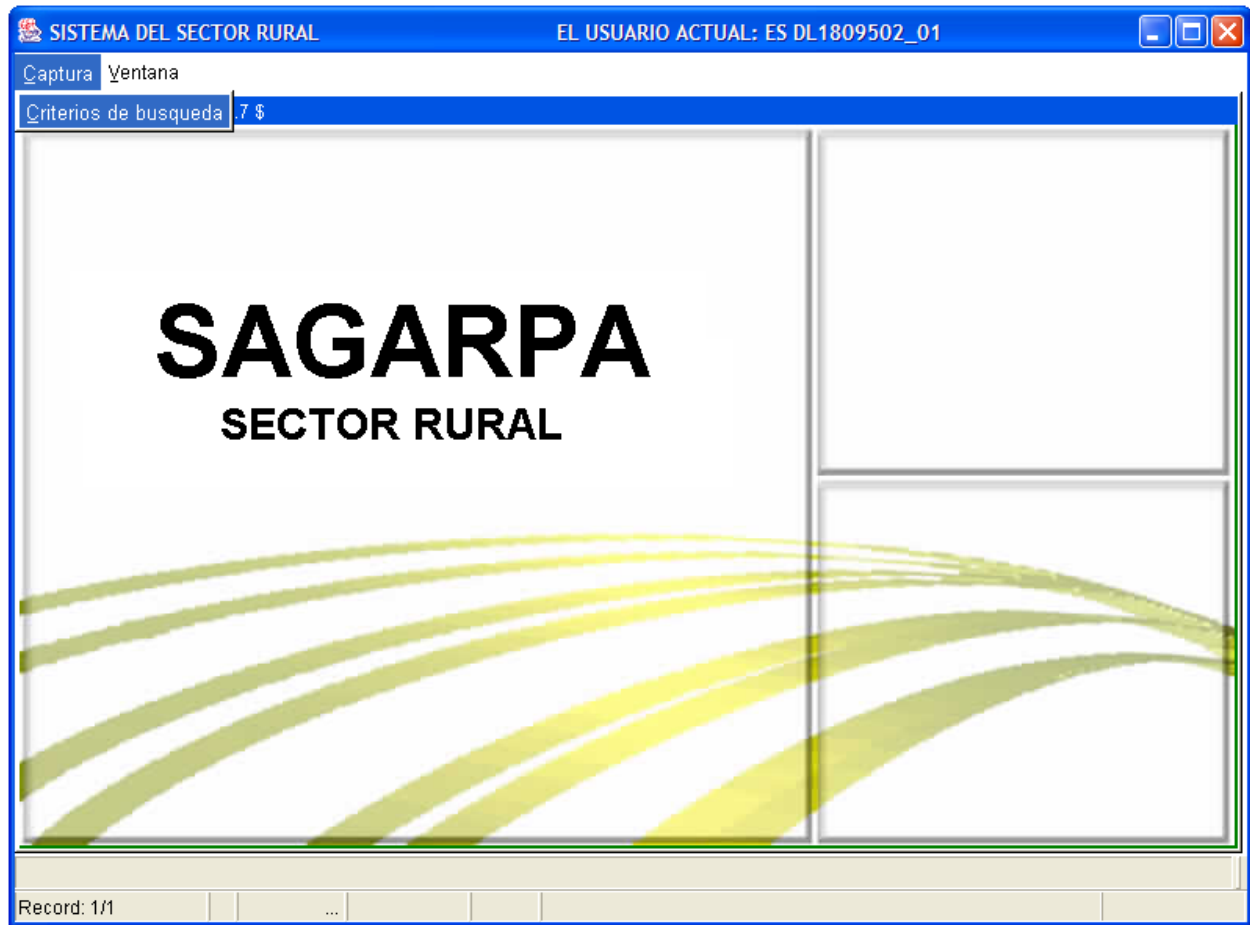 SISTEMA DEL SECTOR RURAL EL USUARIO ACTUAL: ES DL1809502_01
Captura Ventana
Criterios de busqueda .7 $
SAGARPA
SECTOR RURAL
Record: 1/1 ...